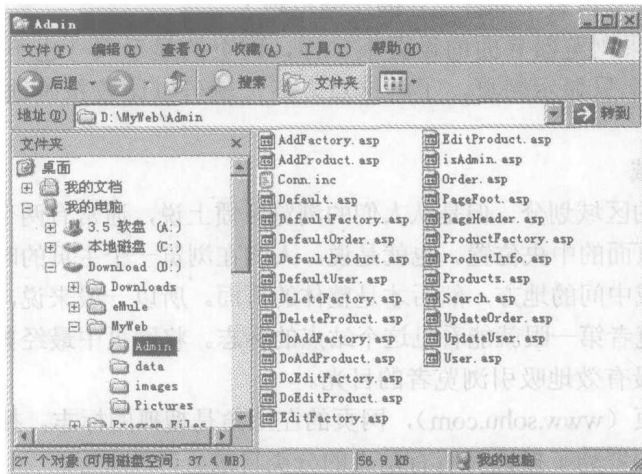 Admin
文件(F) 编辑(E) 查看(V) 收藏(A) 工具(T) 帮助(H)
后退 搜索 文件夹
地址(D) D:\MyWeb\Admin 转到
文件夹
桌面
我的文档
我的电脑
3.5 软盘 (A:)
本地磁盘 (C:)
Download (D:)
Downloads
eMule
MyWeb
Admin
data
images
Pictures
Program Files
AddFactory.asp
AddProduct.asp
Conn.inc
Default.asp
DefaultFactory.asp
DefaultOrder.asp
DefaultProduct.asp
DefaultUser.asp
DeleteFactory.asp
DeleteProduct.asp
DoAddFactory.asp
DoAddProduct.asp
DoEditFactory.asp
DoEditProduct.asp
EditFactory.asp
EditProduct.asp
isAdmin.asp
Order.asp
PageFoot.asp
PageHeader.asp
ProductFactory.asp
ProductInfo.asp
Products.asp
Search.asp
UpdateOrder.asp
UpdateUser.asp
User.asp
27 个对象(可用磁盘空间: 37.4 MB) 56.9 KB 我的电脑